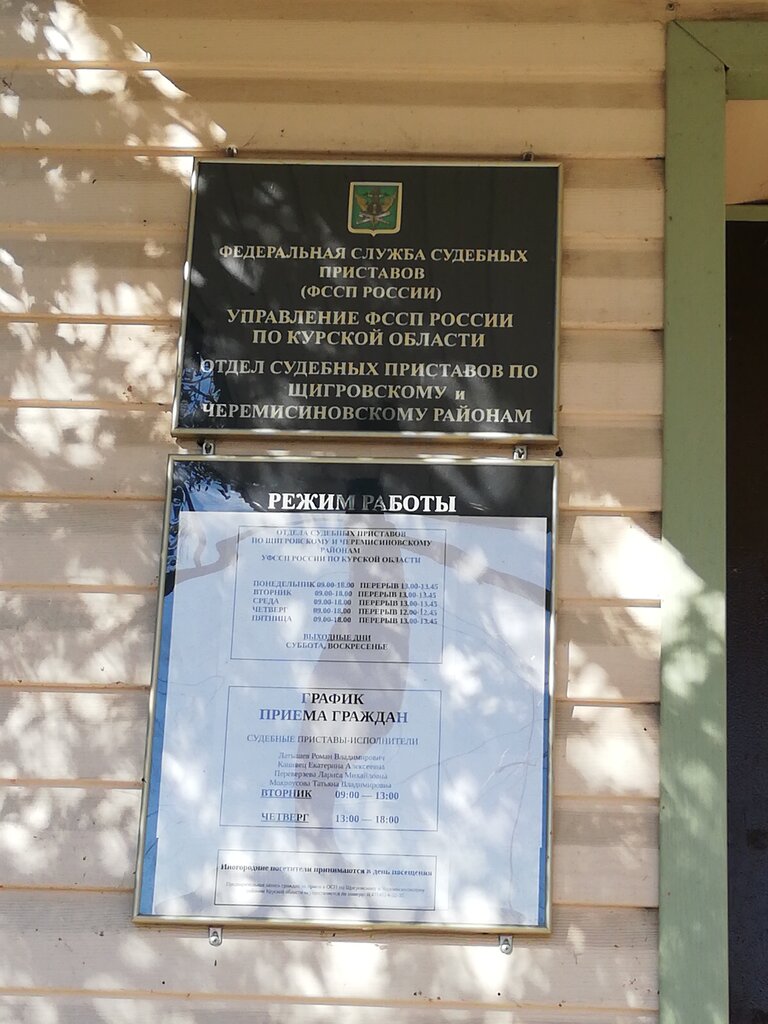 ФЕДЕРАЛЬНАЯ СЛУЖБА СУДЕБНЫХ
ПРИСТАВОВ
(ФССП РОССИИ)
УПРАВЛЕНИЕ ФССП РОССИИ
ПО КУРСКОЙ ОБЛАСТИ
ОТДЕЛ СУДЕБНЫХ ПРИСТАВОВ ПО
ЩИГРОВСКОМУ и
ЧЕРЕМИСИНОВСКОМУ РАЙОНАМ
РЕЖИМ РАБОТЫ
ОТДЕЛА СУДЕБНЫХ ПРИСТАВОВ
ПО ЩИГРОВСКОМУ И ЧЕРЕМИСИНОВСКОМУ
РАЙОНАМ
УФССП РОССИИ ПО КУРСКОЙ ОБЛАСТИ
ПОНЕДЕЛЬНИК 09.00-18.00 ПЕРЕРЫВ 13.00-13.45
ВТОРНИК 09.00-18.00 ПЕРЕРЫВ 13.00-13.45
СРЕДА 09.00-18.00 ПЕРЕРЫВ 13.00-13.45
ЧЕТВЕРГ 09.00-18.00 ПЕРЕРЫВ 12.00-12.45
ПЯТНИЦА 09.00-18.00 ПЕРЕРЫВ 13.00-13.45
ВЫХОДНЫЕ ДНИ
СУББОТА, ВОСКРЕСЕНЬЕ
ГРАФИК
ПРИЕМА ГРАЖДАН
СУДЕБНЫЕ ПРИСТАВЫ-ИСПОЛНИТЕЛИ
Латышев Роман Владимирович
Екатерина Алексеевна
Переверзева Лариса Михайловна
Татьяна Владимировна
ВТОРНИК 09:00 — 13:00
ЧЕТВЕРГ 13:00 — 18:00
Иногородние посетители принимаются в день посещения